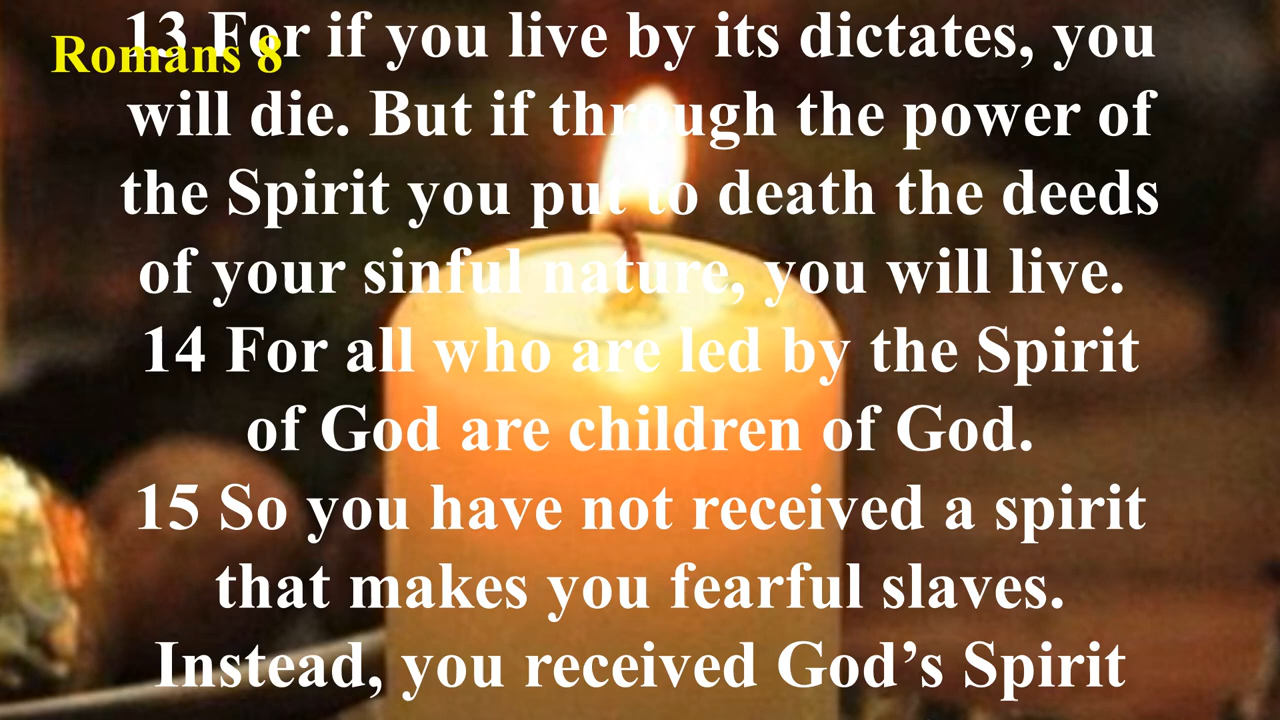 Romans 8
13 For if you live by its dictates, you
will die. But if through the power of
the Spirit you put to death the deeds
of your sinful nature, you will live.
14 For all who are led by the Spirit
of God are children of God.
15 So you have not received a spirit
that makes you fearful slaves.
Instead, you received God’s Spirit